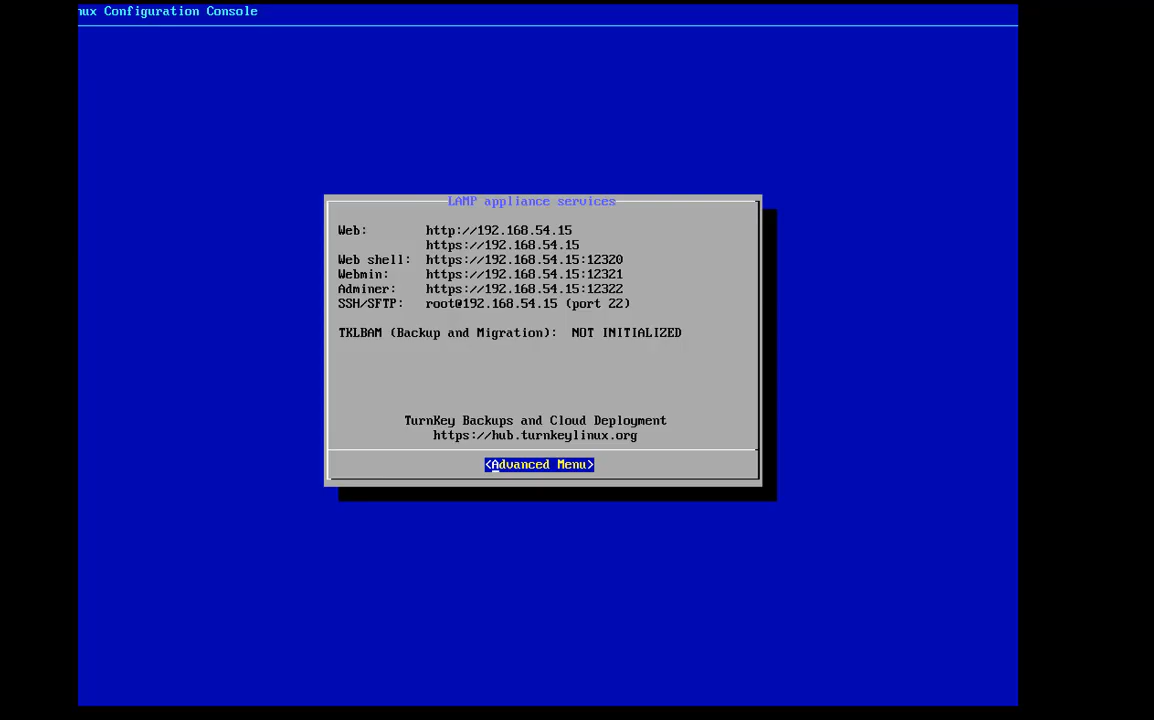 nux Configuration Console
LAMP appliance services
Web: http://192.168.54.15
https://192.168.54.15
Web shell: https://192.168.54.15:12320
Webmin: https://192.168.54.15:12321
Adminer: https://192.168.54.15:12322
SSH/SFTP: root@192.168.54.15 (port 22)
TKLBAM (Backup and Migration): NOT INITIALIZED
TurnKey Backups and Cloud Deployment
https://hub.turnkeylinux.org
<Advanced Menu>